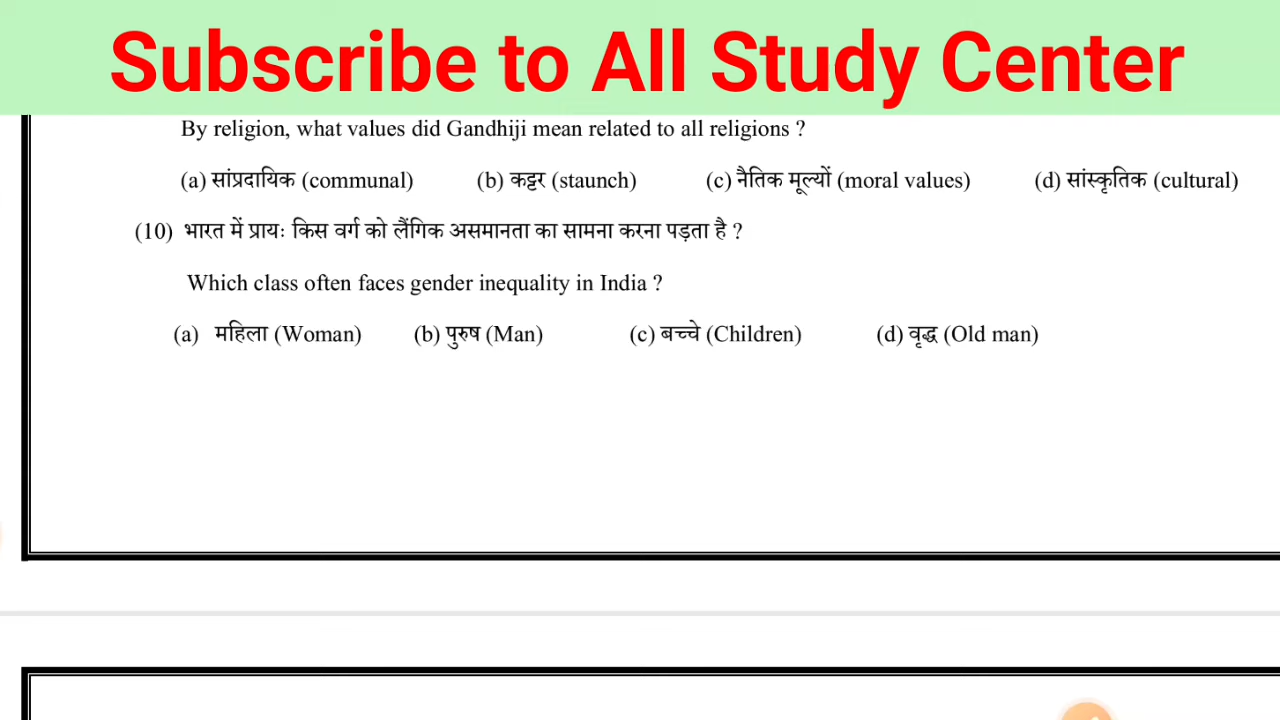 Subscribe to All Study Center
By religion, what values did Gandhiji mean related to all religions ?
(a) सांप्रदायिक (communal) (b) कट्टर (staunch) (c) नैतिक मूल्यों (moral values) (d) सांस्कृतिक (cultural)
(10) भारत में प्रायः किस वर्ग को लैंगिक असमानता का सामना करना पड़ता है ?
Which class often faces gender inequality in India ?
(a) महिला (Woman) (b) पुरुष (Man) (c) बच्चे (Children) (d) वृद्ध (Old man)